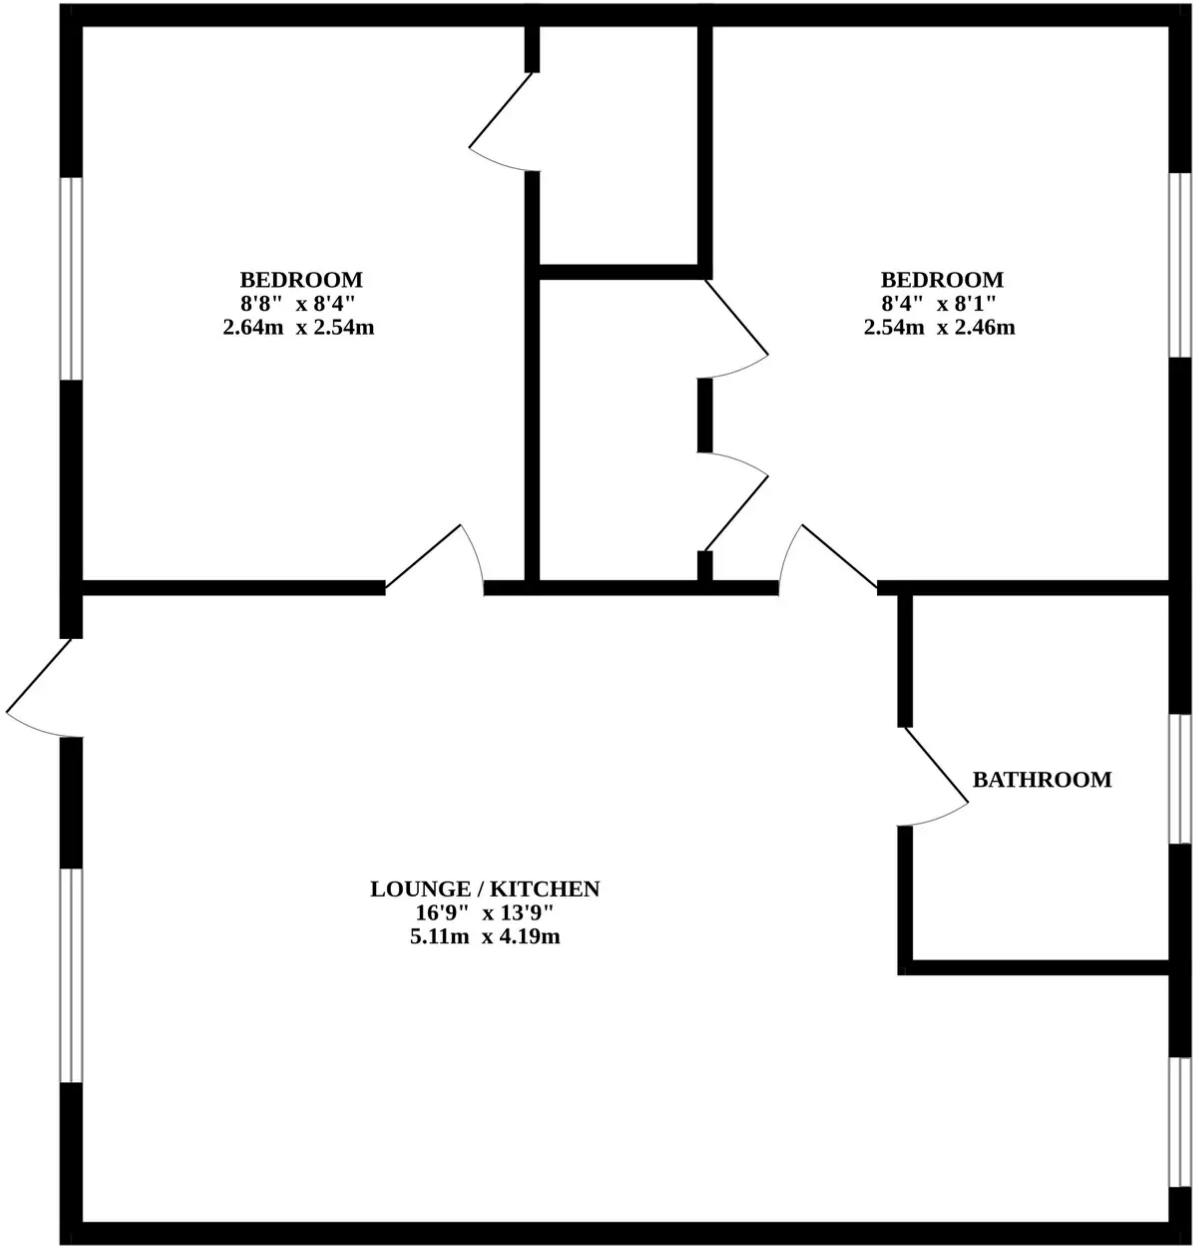 BEDROOM
8'8" x 8'4"
2.64m x 2.54m
BEDROOM
8'4" x 8'1"
2.54m x 2.46m
BATHROOM
LOUNGE / KITCHEN
16'9" x 13'9"
5.11m x 4.19m